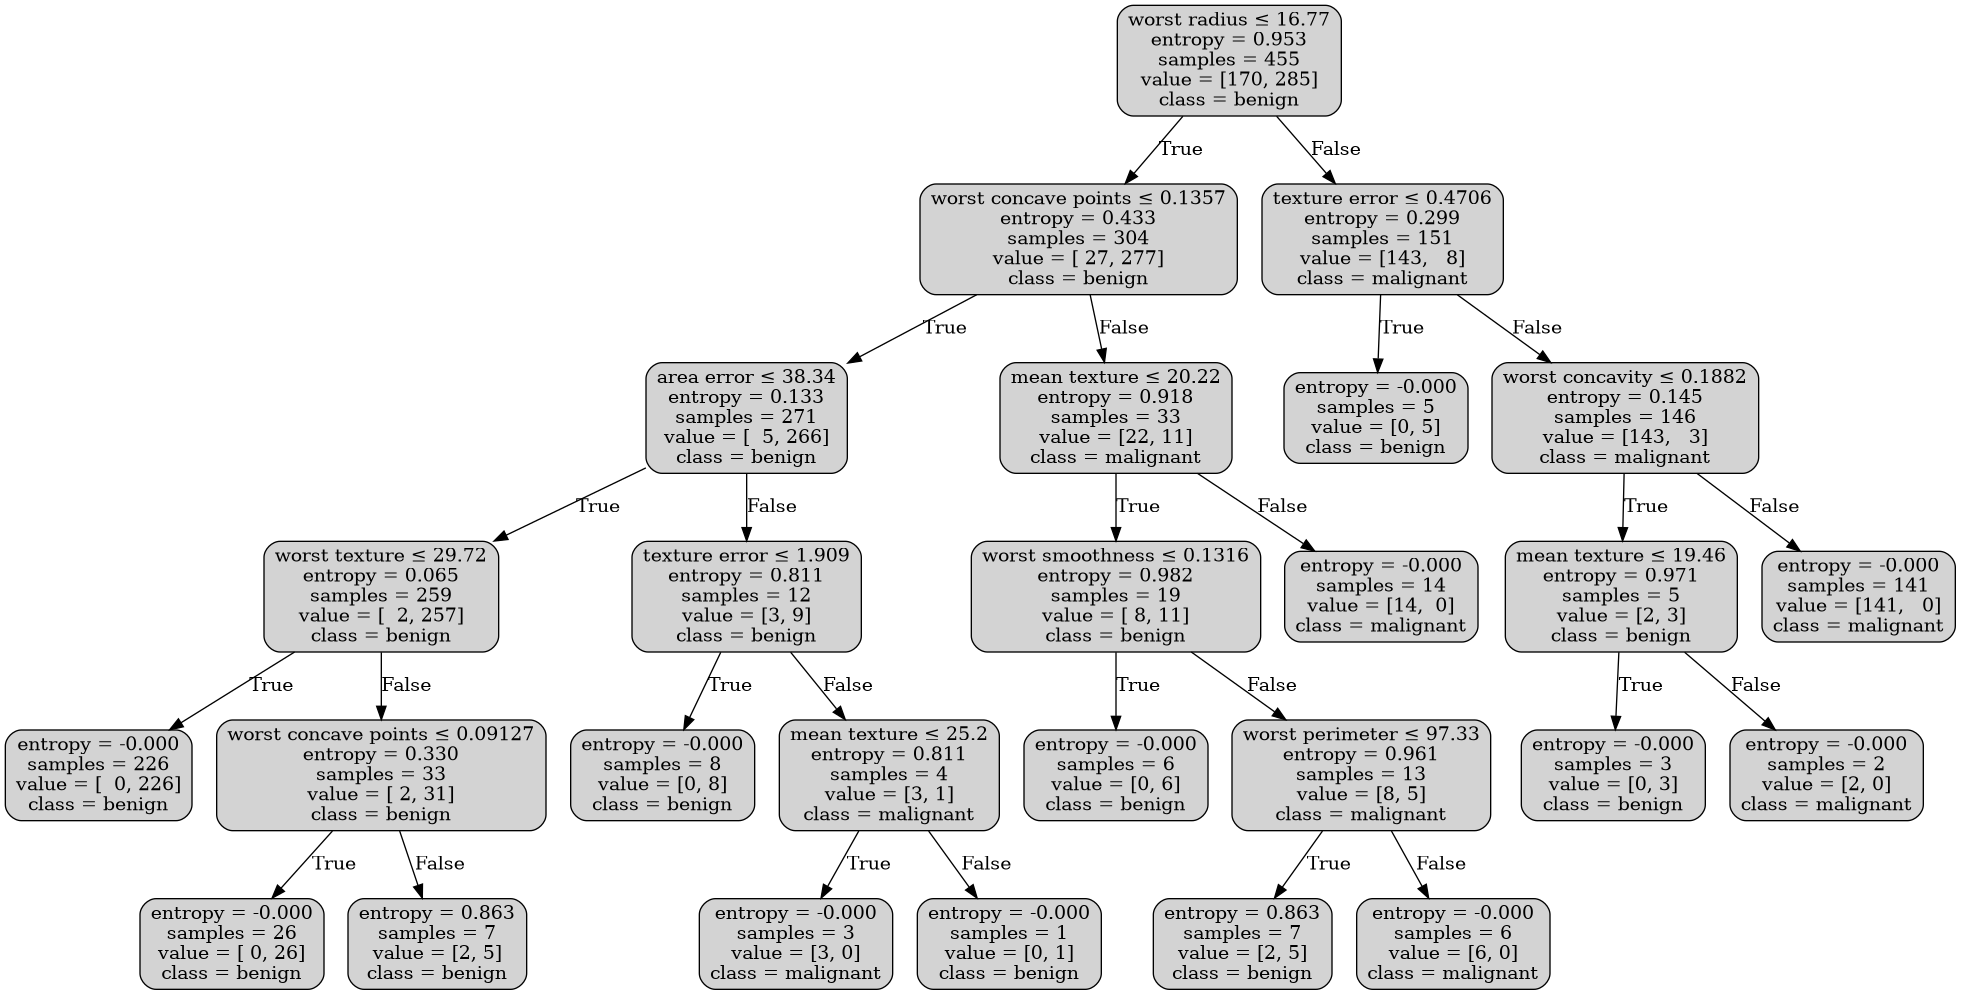 worst radius ≤ 16.77
entropy = 0.953
samples = 455
value = [170, 285]
class = benign
True
False
worst concave points ≤ 0.1357
entropy = 0.433
samples = 304
value = [ 27, 277]
class = benign
texture error ≤ 0.4706
entropy = 0.299
samples = 151
value = [143,   8]
class = malignant
True
False
True
False
area error ≤ 38.34
entropy = 0.133
samples = 271
value = [  5, 266]
class = benign
mean texture ≤ 20.22
entropy = 0.918
samples = 33
value = [22, 11]
class = malignant
entropy = -0.000
samples = 5
value = [0, 5]
class = benign
worst concavity ≤ 0.1882
entropy = 0.145
samples = 146
value = [143,   3]
class = malignant
True
False
True
False
True
False
worst texture ≤ 29.72
entropy = 0.065
samples = 259
value = [  2, 257]
class = benign
texture error ≤ 1.909
entropy = 0.811
samples = 12
value = [3, 9]
class = benign
worst smoothness ≤ 0.1316
entropy = 0.982
samples = 19
value = [ 8, 11]
class = benign
entropy = -0.000
samples = 14
value = [14,  0]
class = malignant
mean texture ≤ 19.46
entropy = 0.971
samples = 5
value = [2, 3]
class = benign
entropy = -0.000
samples = 141
value = [141,   0]
class = malignant
True
False
True
False
True
False
True
False
entropy = -0.000
samples = 226
value = [  0, 226]
class = benign
worst concave points ≤ 0.09127
entropy = 0.330
samples = 33
value = [ 2, 31]
class = benign
entropy = -0.000
samples = 8
value = [0, 8]
class = benign
mean texture ≤ 25.2
entropy = 0.811
samples = 4
value = [3, 1]
class = malignant
entropy = -0.000
samples = 6
value = [0, 6]
class = benign
worst perimeter ≤ 97.33
entropy = 0.961
samples = 13
value = [8, 5]
class = malignant
entropy = -0.000
samples = 3
value = [0, 3]
class = benign
entropy = -0.000
samples = 2
value = [2, 0]
class = malignant
True
False
True
False
True
False
entropy = -0.000
samples = 26
value = [ 0, 26]
class = benign
entropy = 0.863
samples = 7
value = [2, 5]
class = benign
entropy = -0.000
samples = 3
value = [3, 0]
class = malignant
entropy = -0.000
samples = 1
value = [0, 1]
class = benign
entropy = 0.863
samples = 7
value = [2, 5]
class = benign
entropy = -0.000
samples = 6
value = [6, 0]
class = malignant